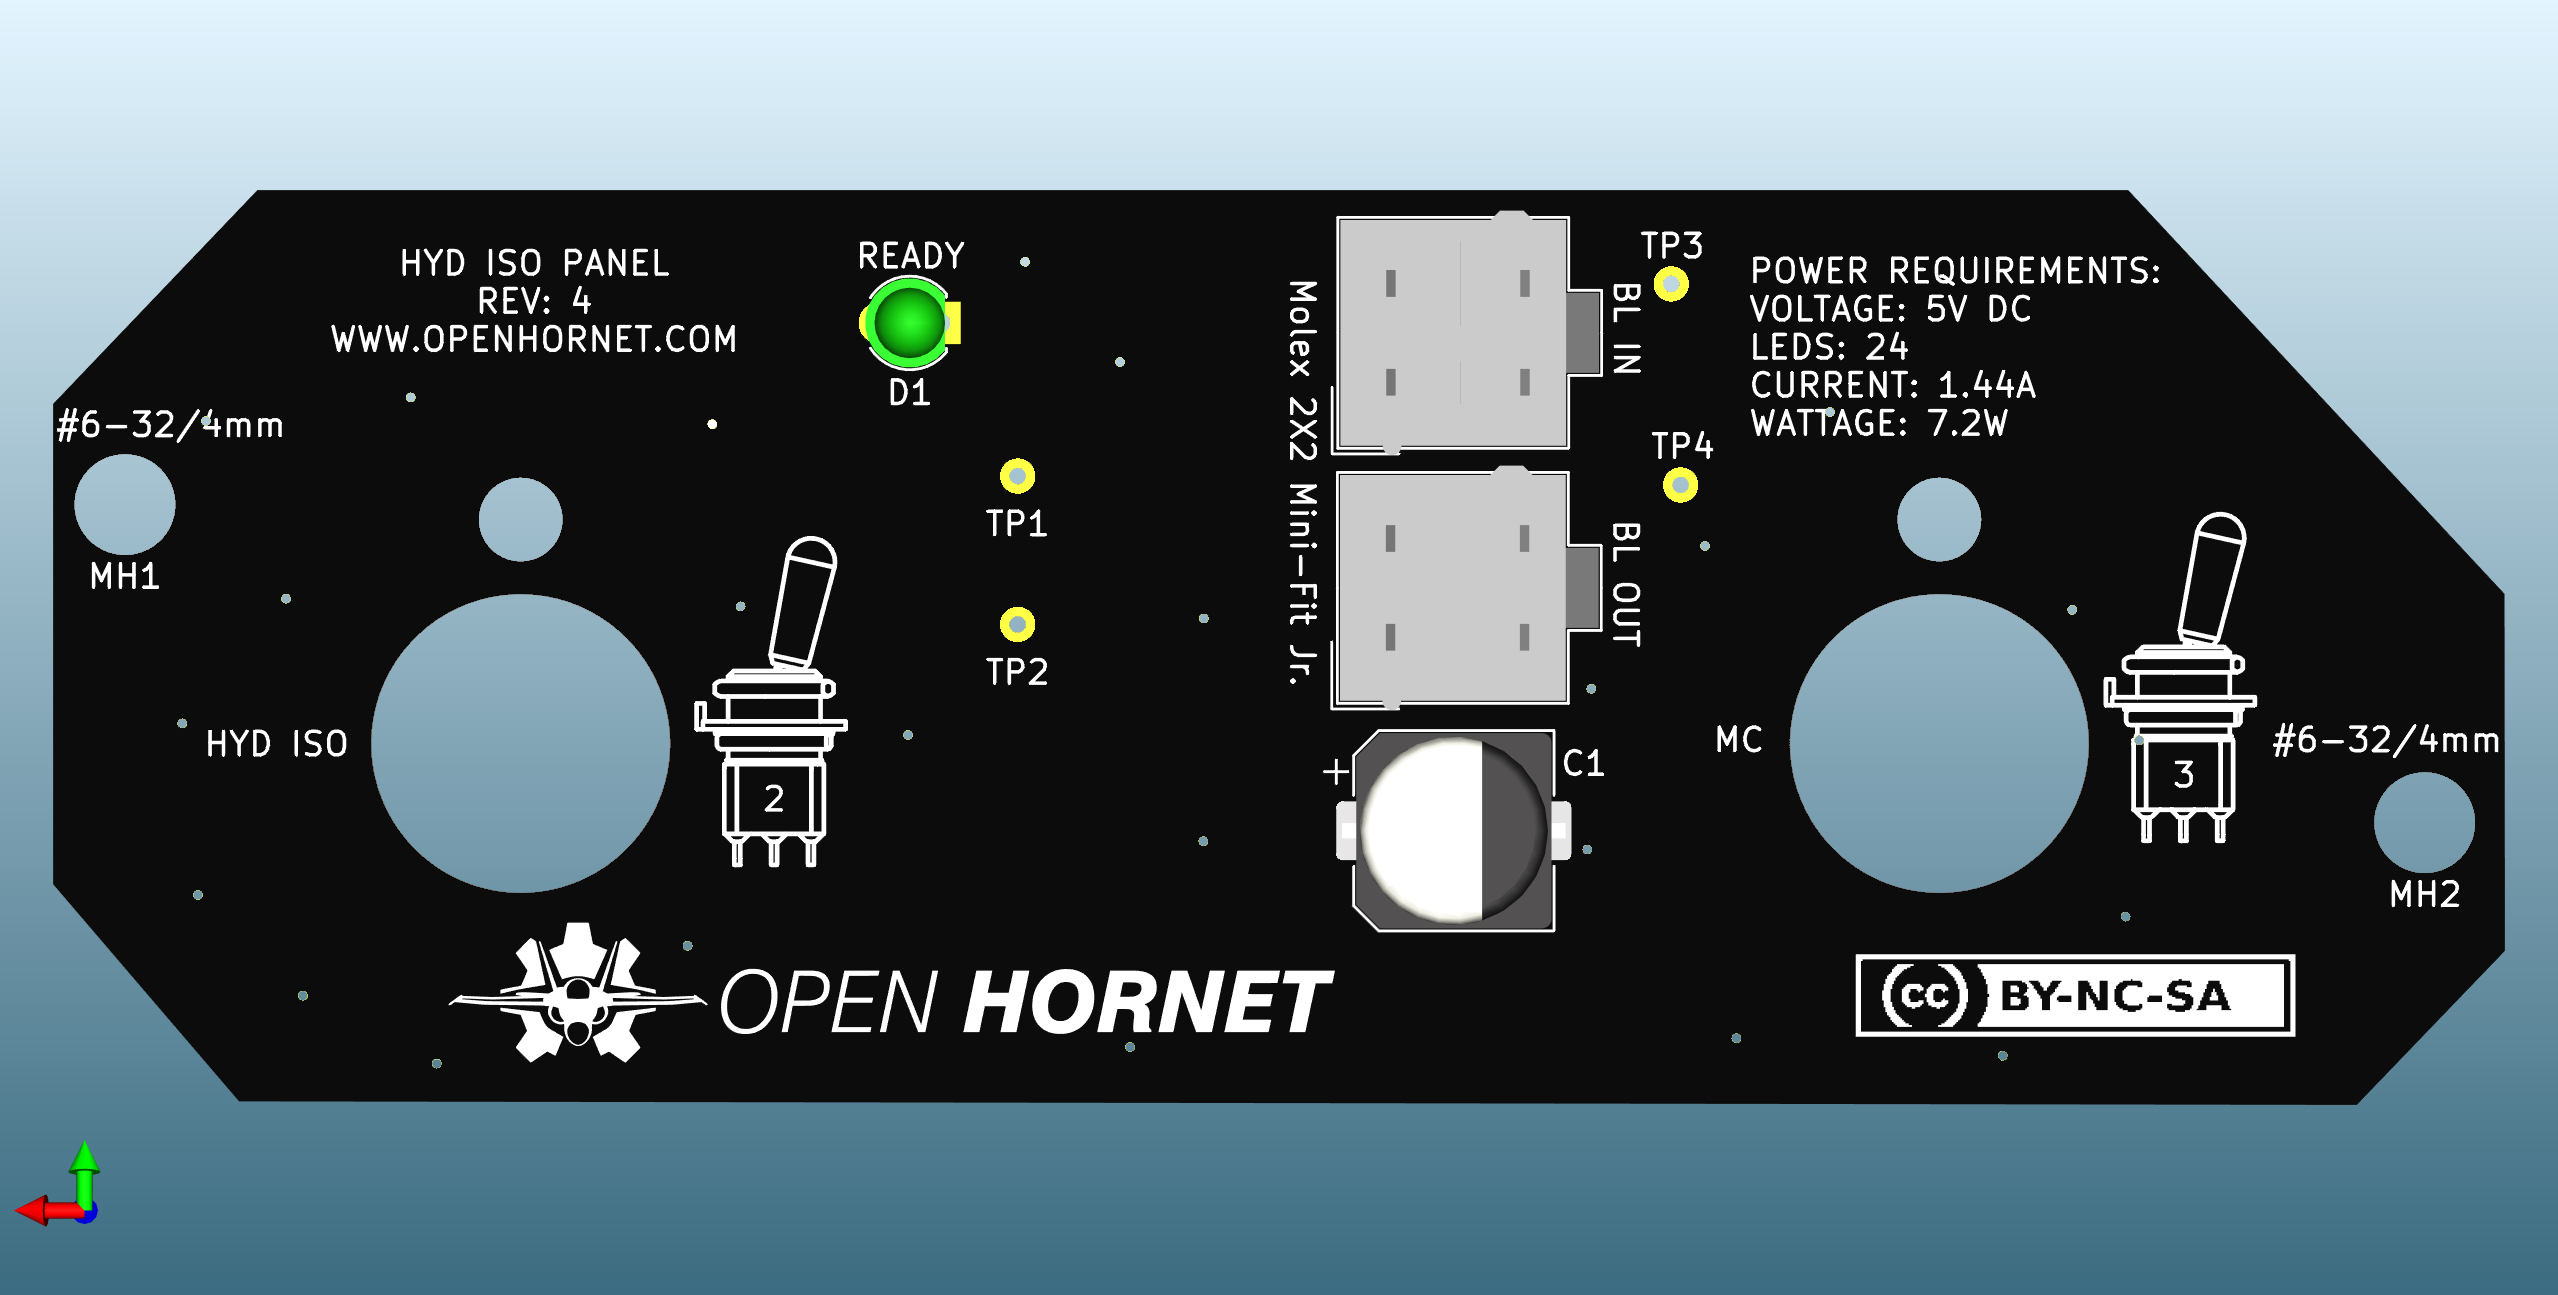 HYD ISO PANEL
REV: 4
WWW.OPENHORNET.COM
READY
D1
TP3
POWER REQUIREMENTS:
VOLTAGE: 5V DC
LEDS: 24
CURRENT: 1.44A
WATTAGE: 7.2W
BL IN
Molex 2X2 Mini-Fit Jr.
TP4
#6-32/4mm
MH1
TP1
TP2
BL OUT
HYD ISO
2
+
C1
MC
3
#6-32/4mm
MH2
OPEN HORNET
cc BY-NC-SA